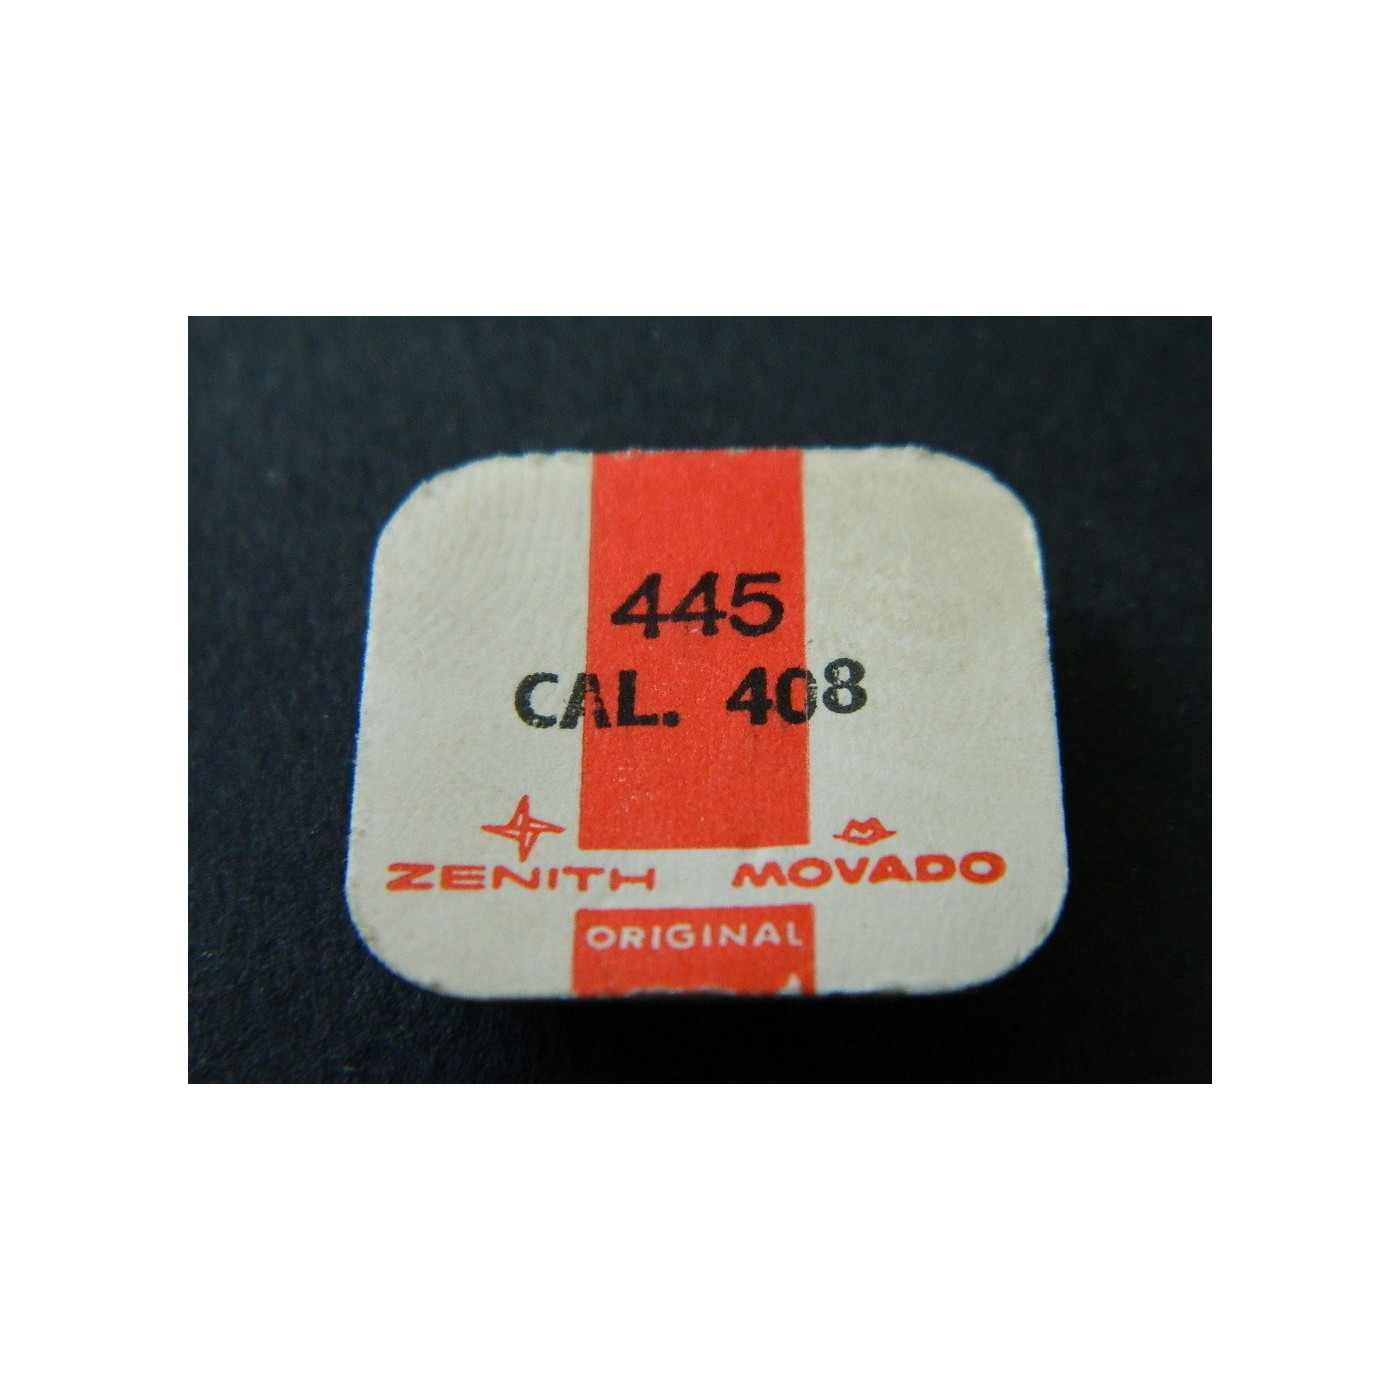 445
CAL. 408
ZENITH MOVADO
ORIGINAL